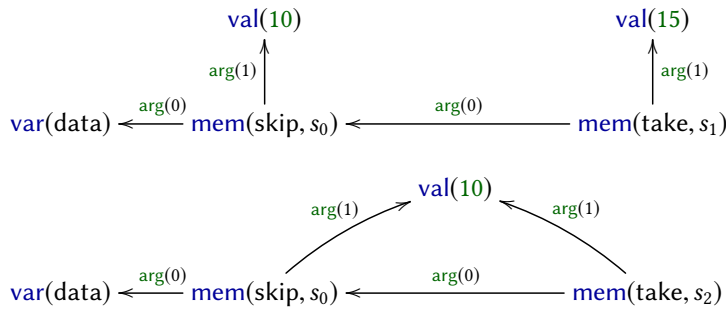 val(10) val(15)
arg(1) arg(1)
arg(0) arg(0)
var(data) mem(skip, s₀) mem(take, s₁)
val(10)
arg(1) arg(1)
arg(0) arg(0)
var(data) mem(skip, s₀) mem(take, s₂)